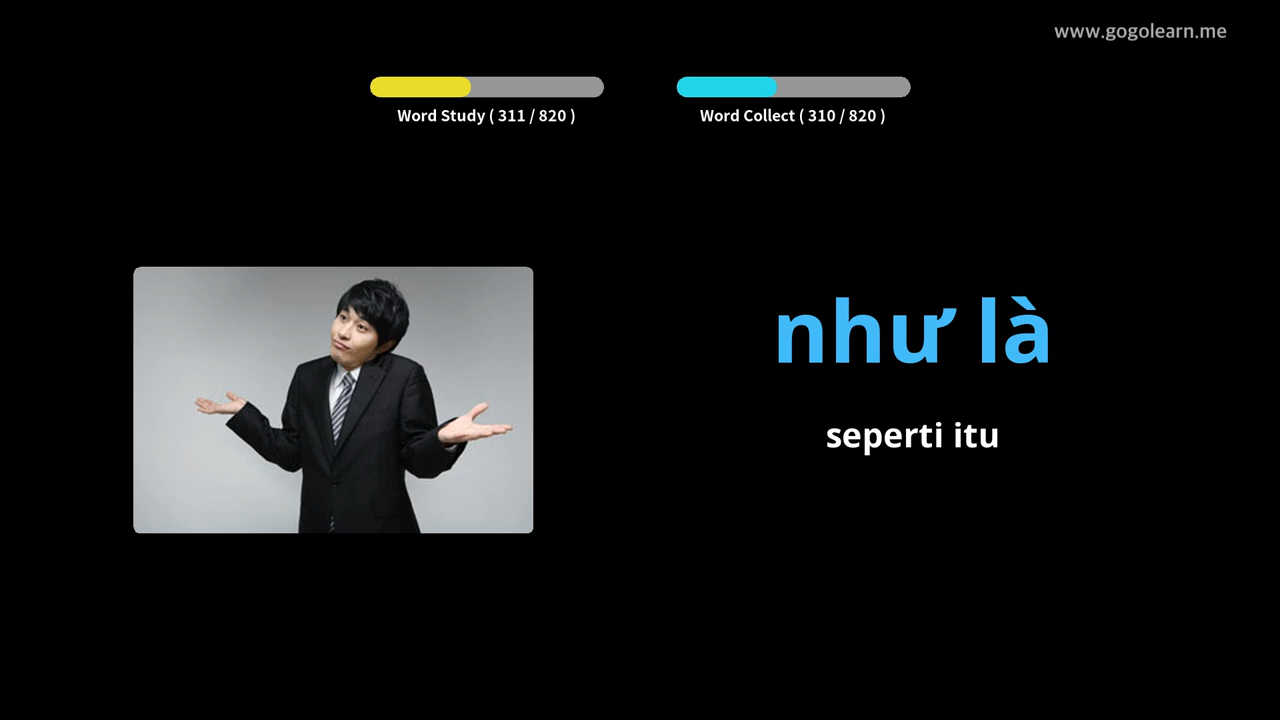 www.gogolearn.me
Word Study ( 311 / 820 )
Word Collect ( 310 / 820 )
như là
seperti itu